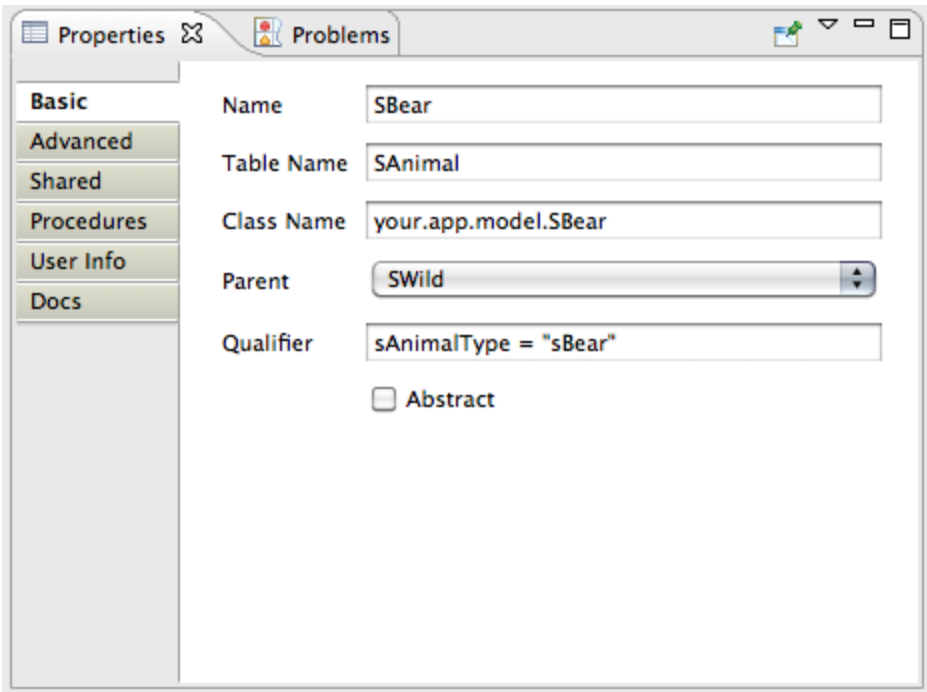 Properties Problems
Basic
Advanced
Shared
Procedures
User Info
Docs
Name SBear
Table Name SAnimal
Class Name your.app.model.SBear
Parent SWild
Qualifier sAnimalType = "sBear"
Abstract